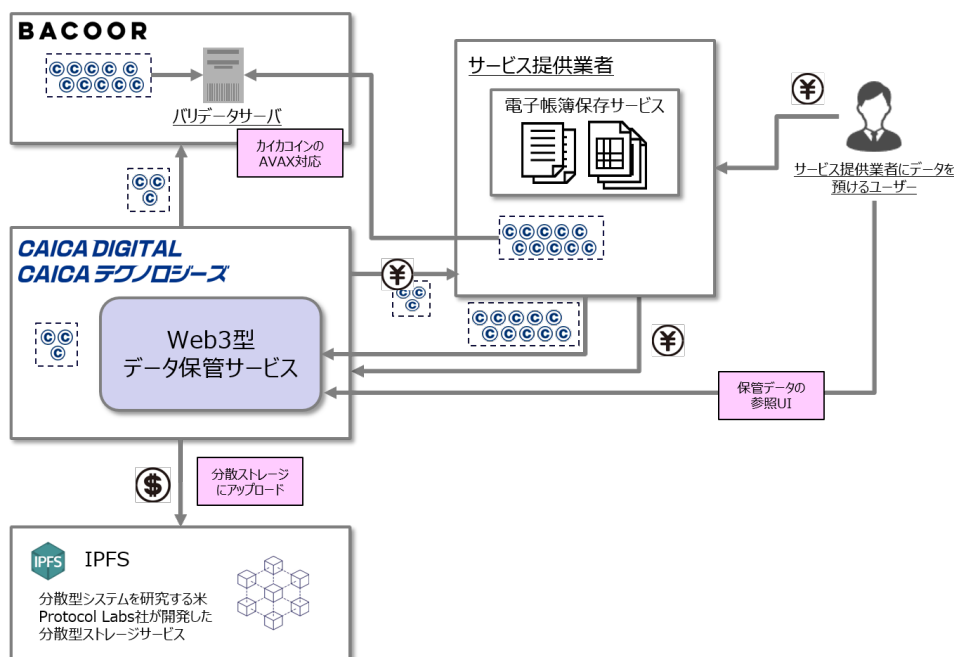 BACOOR
バリデータサーバ
カイカコインの
AVAX対応
サービス提供業者
電子帳簿保存サービス
サービス提供業者にデータを
預けるユーザー
CAICA DIGITAL
CAICA テクノロジーズ
Web3型
データ保管サービス
保管データの
参照UI
分散ストレージ
にアップロード
IPFS
IPFS
分散型システムを研究する米
Protocol Labs社が開発した
分散型ストレージサービス